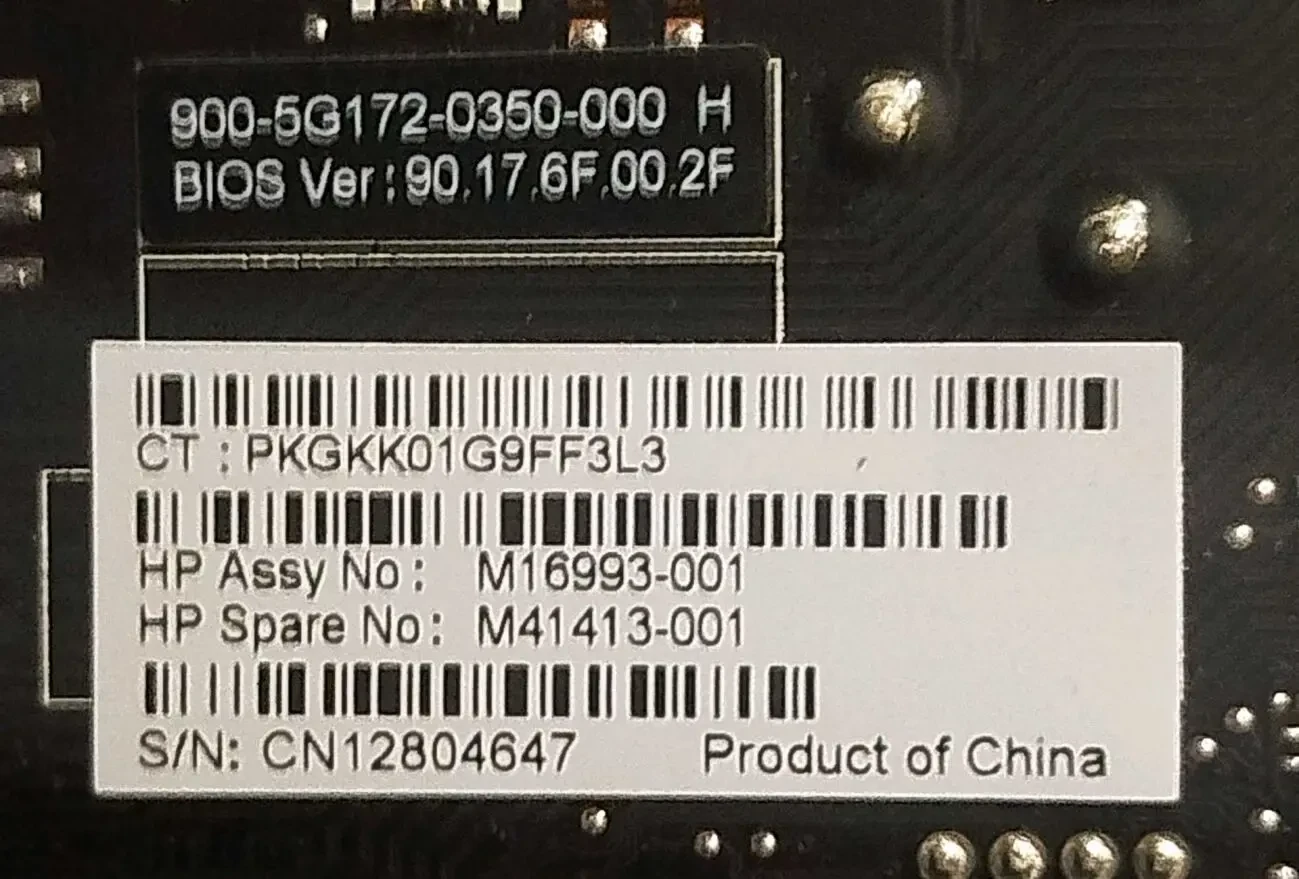 900-5G172-0350-000 H
BIOS Ver:90.17.6F.00.2F
CT : PKGKK01G9FF3L3
HP Assy No: M16993-001
HP Spare No: M41413-001
S/N: CN12804647 Product of China